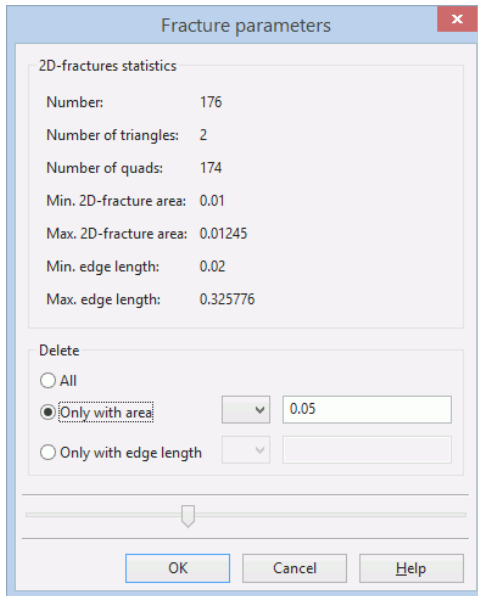 Fracture parameters
2D-fractures statistics
Number: 176
Number of triangles: 2
Number of quads: 174
Min. 2D-fracture area: 0.01
Max. 2D-fracture area: 0.01245
Min. edge length: 0.02
Max. edge length: 0.325776
Delete
All
Only with area 0.05
Only with edge length
OK Cancel Help